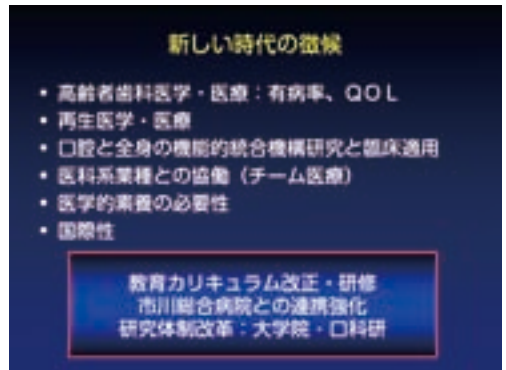 新しい時代の徴候
• 高齢者歯科医学・医療：有病率、QOL
• 再生医学・医療
• 口腔と全身の機能的統合機構研究と臨床適用
• 医科系業種との協働（チーム医療）
• 医学的素養の必要性
• 国際性
教育カリキュラム改正・研修
市川総合病院との連携強化
研究体制改革：大学院・口科研